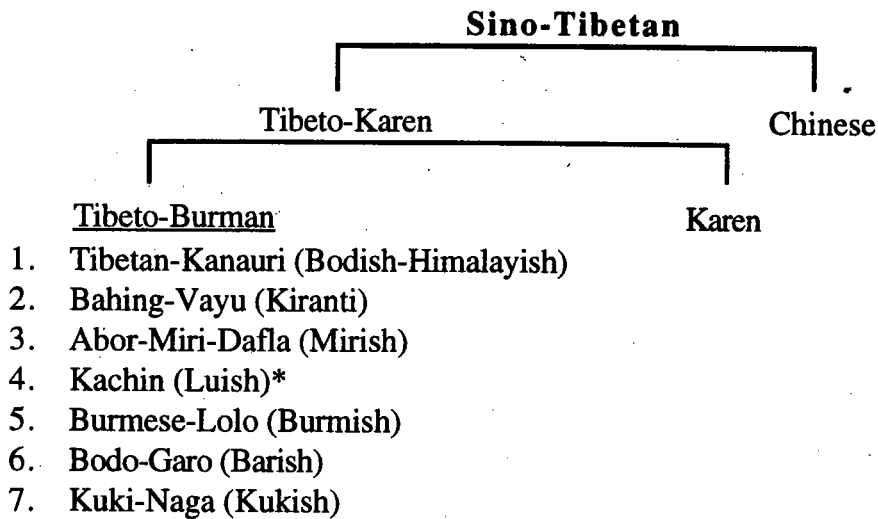 Sino-Tibetan
Tibeto-Karen Chinese
Tibeto-Burman Karen
1. Tibetan-Kanauri (Bodish-Himalayish)
2. Bahing-Vayu (Kiranti)
3. Abor-Miri-Dafla (Mirish)
4. Kachin (Luish)*
5. Burmese-Lolo (Burmish)
6. Bodo-Garo (Barish)
7. Kuki-Naga (Kukish)